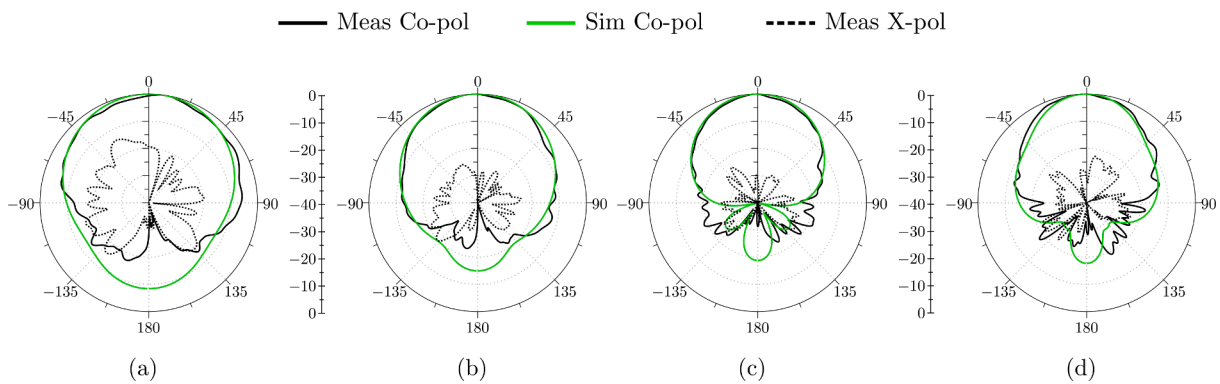 Meas Co-pol Sim Co-pol Meas X-pol
0 0 0 0
−45 45 −45 45 −45 45 −45 45
−90 90 −90 90 −90 90 −90 90
−135 135 −135 135 −135 135 −135 135
180 180 180 180
0 0 0
−10 −10 −10
−20 −20 −20
−30 −30 −30
−40 −40 −40
−30 −30 −30
−20 −20 −20
−10 −10 −10
0 0 0
(a) (b) (c) (d)